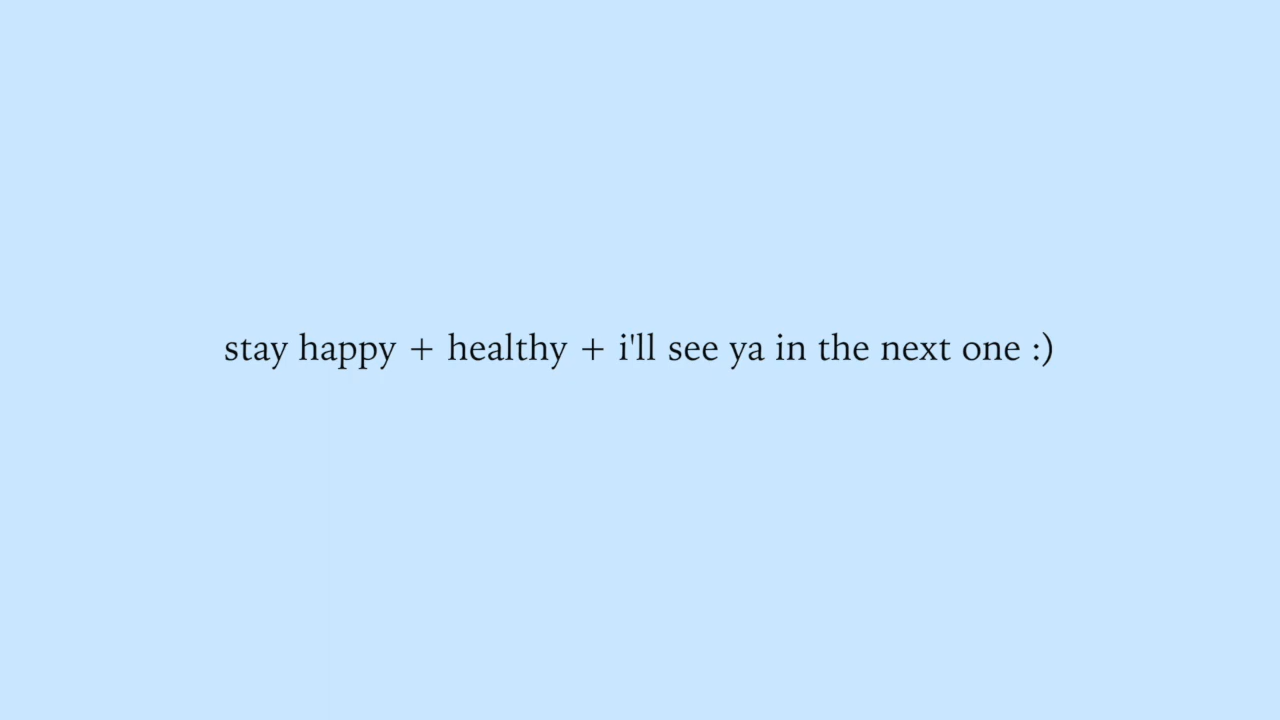 stay happy + healthy + i'll see ya in the next one :)